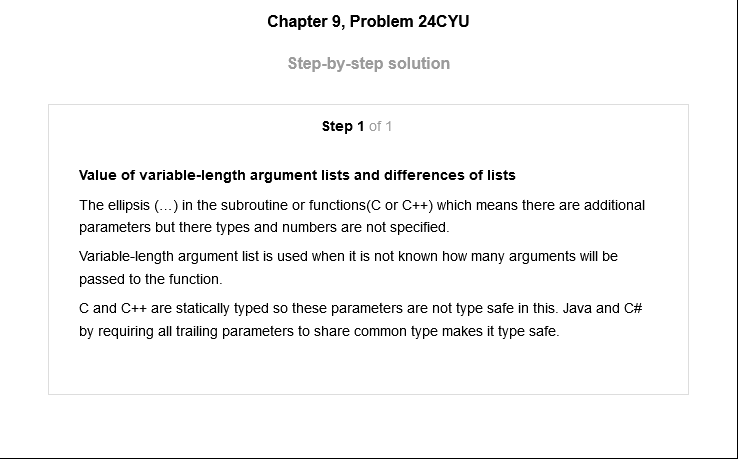 Chapter 9, Problem 24CYU
Step-by-step solution
Step 1 of 1
Value of variable-length argument lists and differences of lists
The ellipsis (…) in the subroutine or functions(C or C++) which means there are additional
parameters but there types and numbers are not specified.
Variable-length argument list is used when it is not known how many arguments will be
passed to the function.
C and C++ are statically typed so these parameters are not type safe in this. Java and C#
by requiring all trailing parameters to share common type makes it type safe.